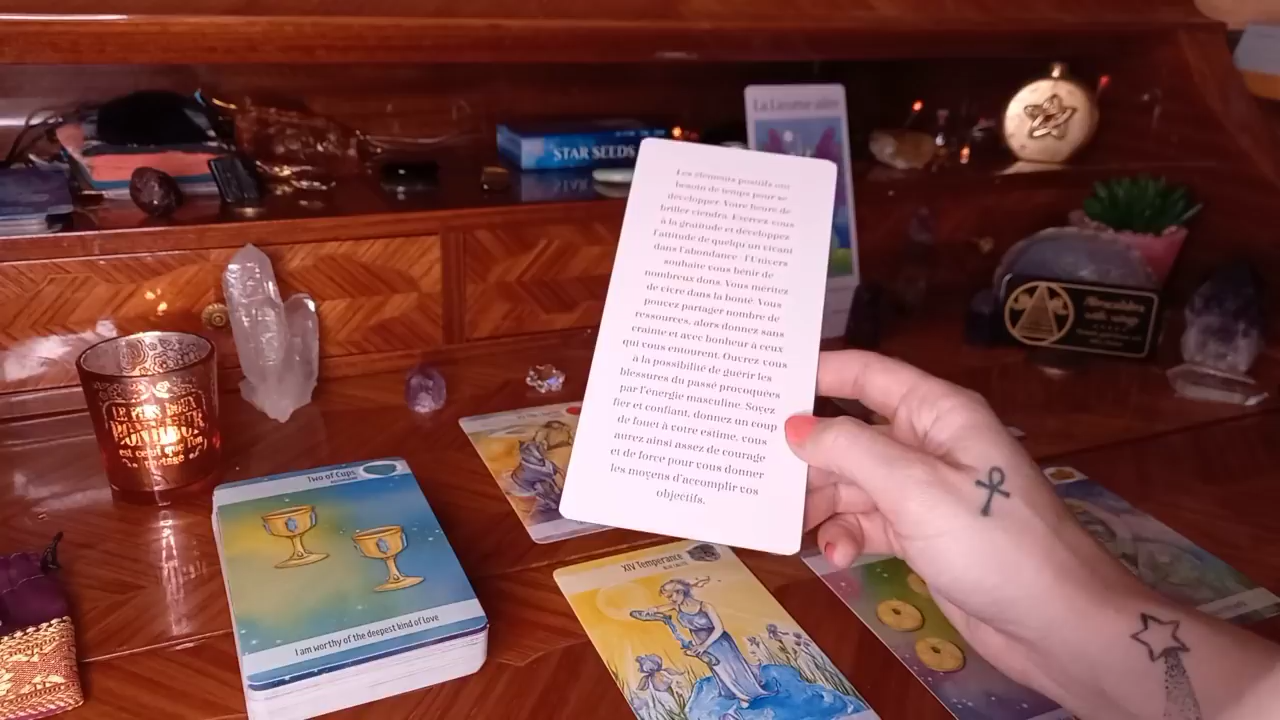 STAR SEEDS
Les éléments positifs ont
besoin de temps pour se
développer. Votre heure de
briller viendra. Exercez-vous
à la gratitude et développez
l'attitude de quelqu'un vivant
dans l'abondance : l'Univers
souhaite vous bénir de
nombreux dons. Vous méritez
de vivre dans la bonté. Vous
pouvez partager nombre de
ressources, alors donnez sans
crainte et avec bonheur à ceux
qui vous entourent. Ouvrez-vous
à la possibilité de guérir les
blessures du passé provoquées
par l'énergie masculine. Soyez
fier et confiant, donnez un coup
de fouet à votre estime, vous
aurez ainsi assez de courage
et de force pour vous donner
les moyens d'accomplir vos
objectifs.
LE PLUS DOUX
BONHEUR
est celui que l'on
partage
Two of Cups
I am worthy of the deepest kind of love
XIV Temperance